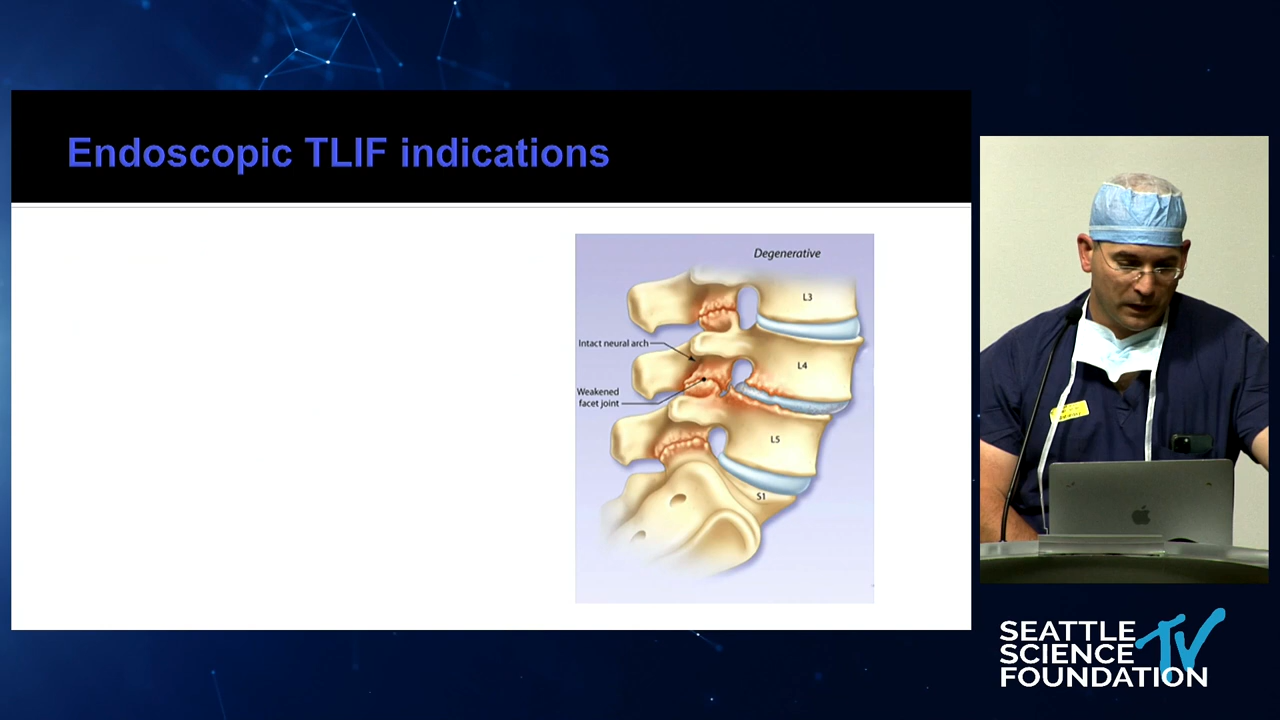 Endoscopic TLIF indications
Degenerative
L3
Intact neural arch
L4
Weakened
facet joint
L5
S1
SEATTLE
SCIENCE
FOUNDATION
TV